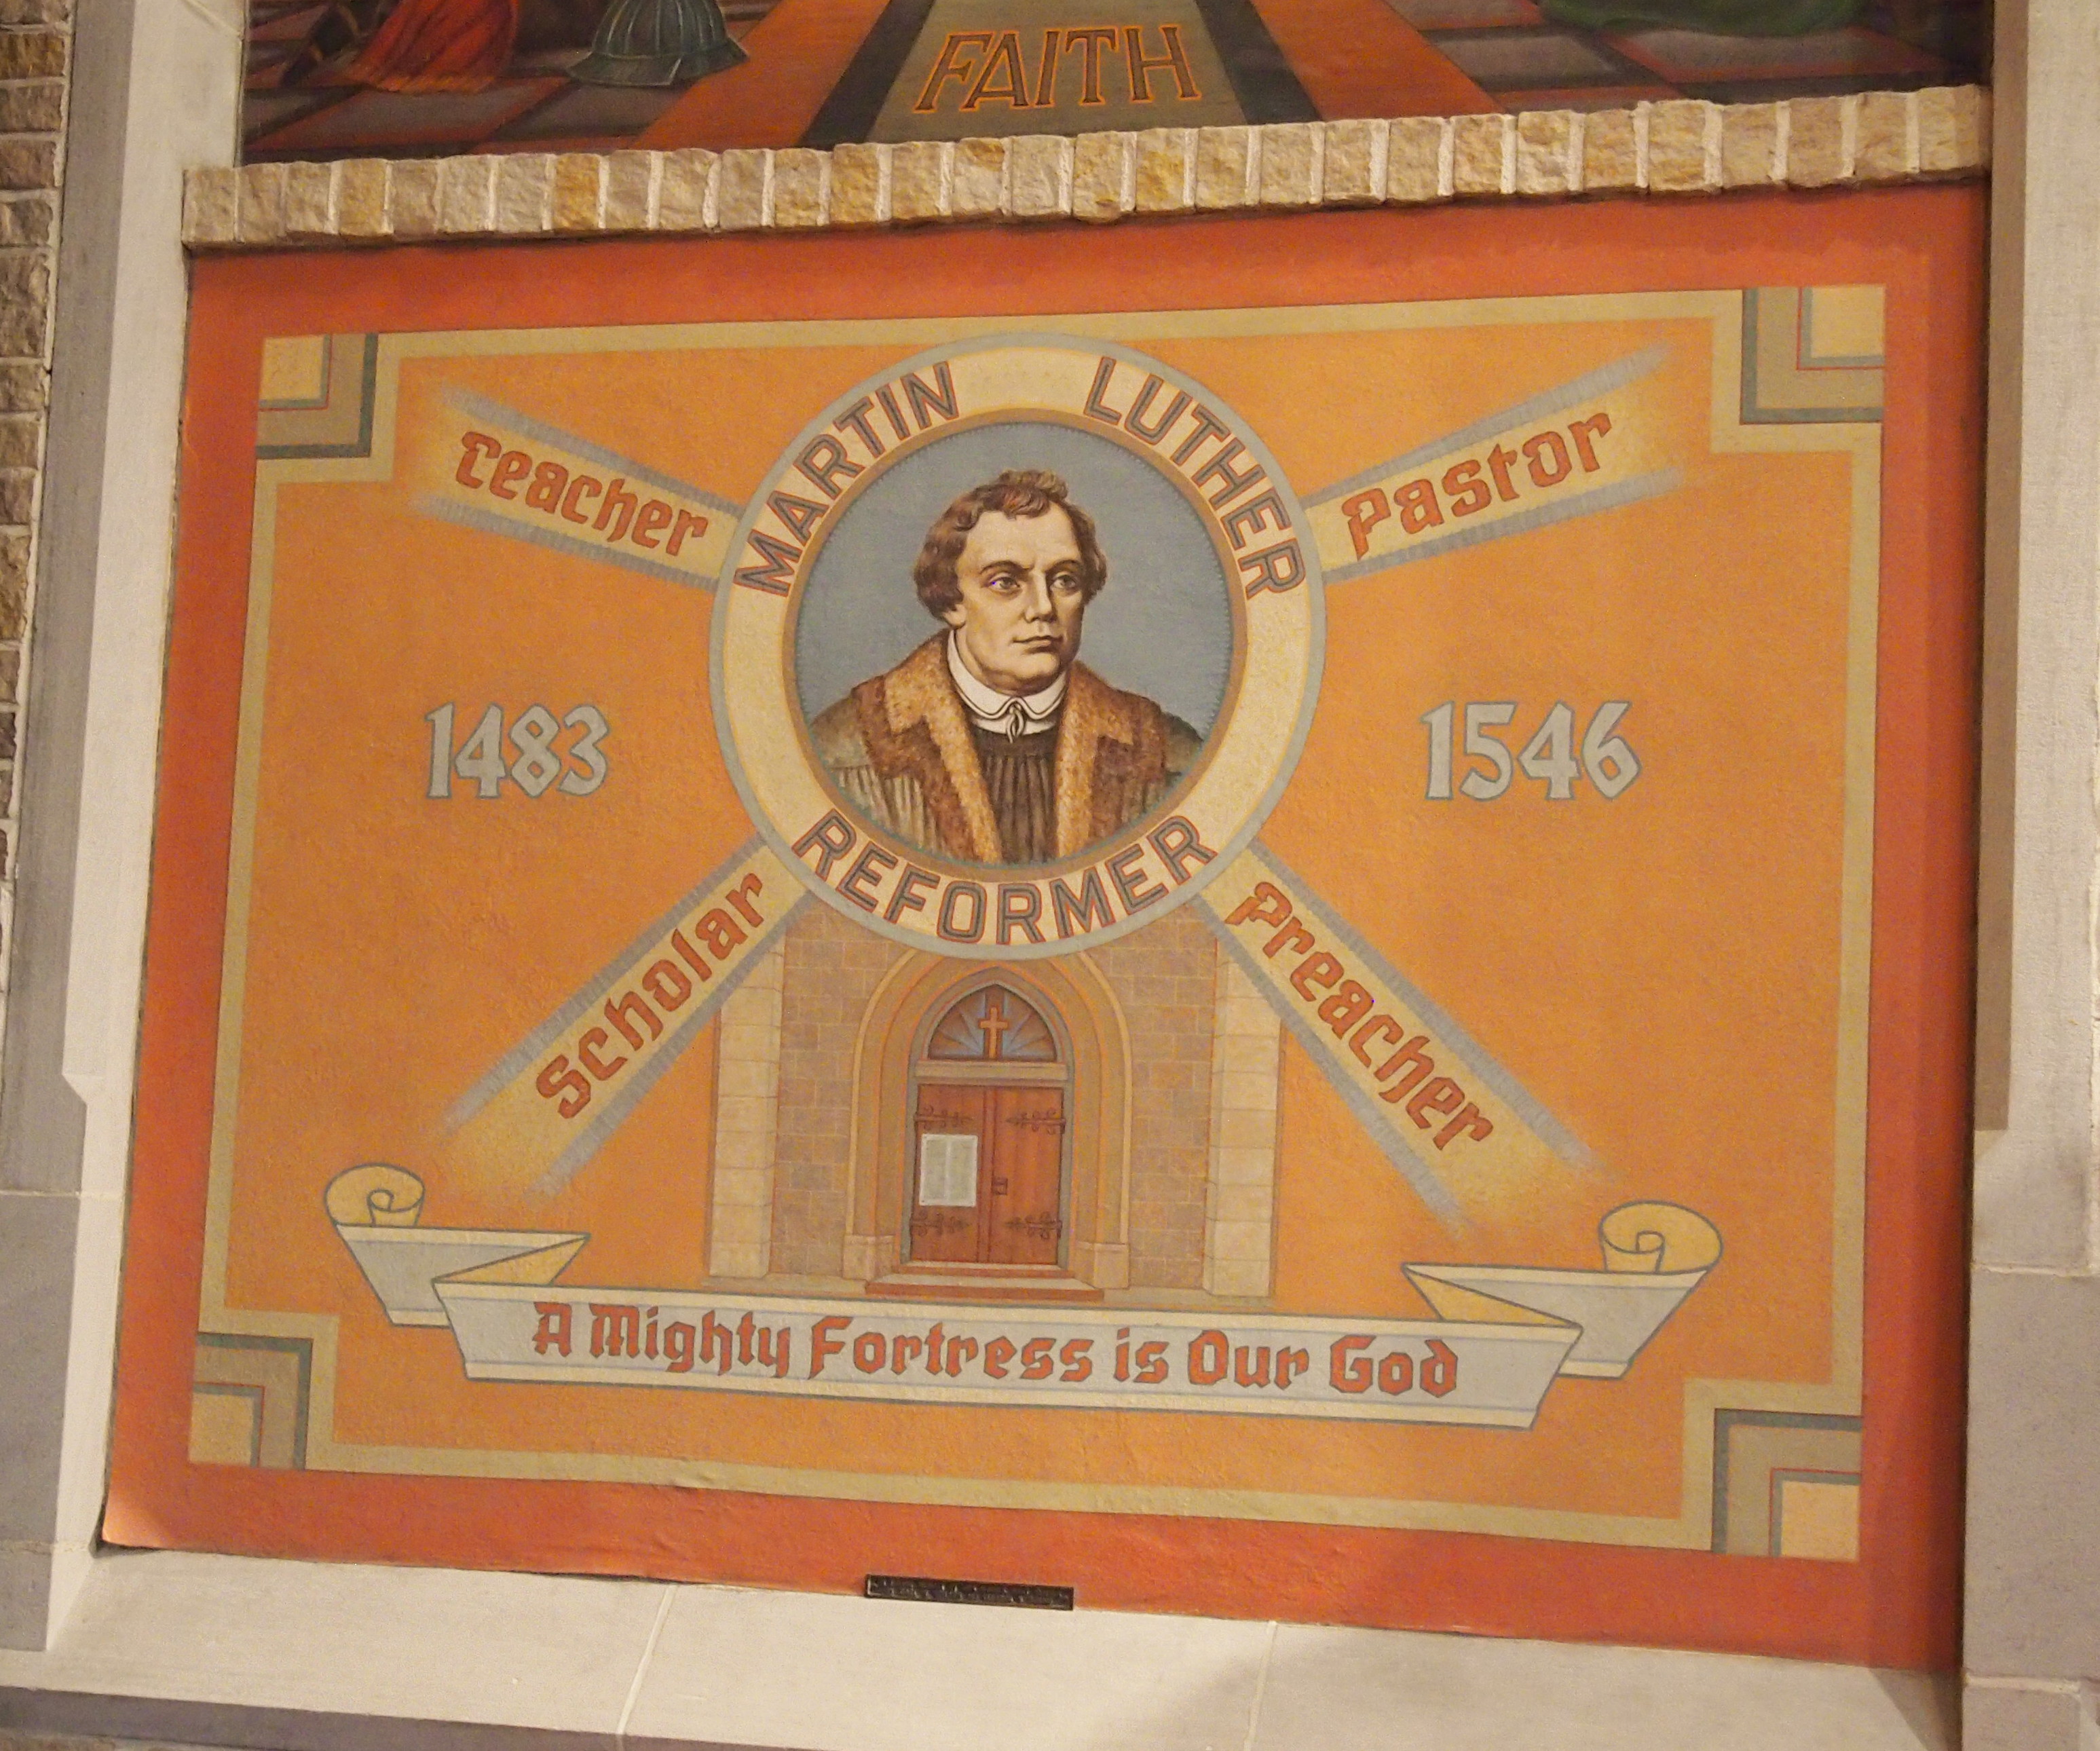 FAITH
MARTIN LUTHER
Teacher
Pastor
1483
1546
REFORMER
Scholar
Preacher
A Mighty Fortress is Our God